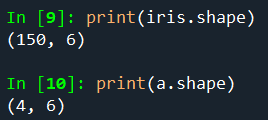 In [9]: print(iris.shape)
(150, 6)
In [10]: print(a.shape)
(4, 6)